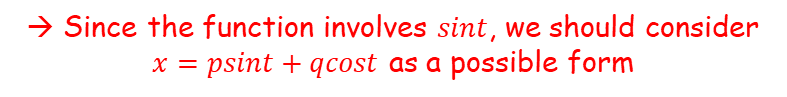 → Since the function involves sint, we should consider
x = psint + qcost as a possible form